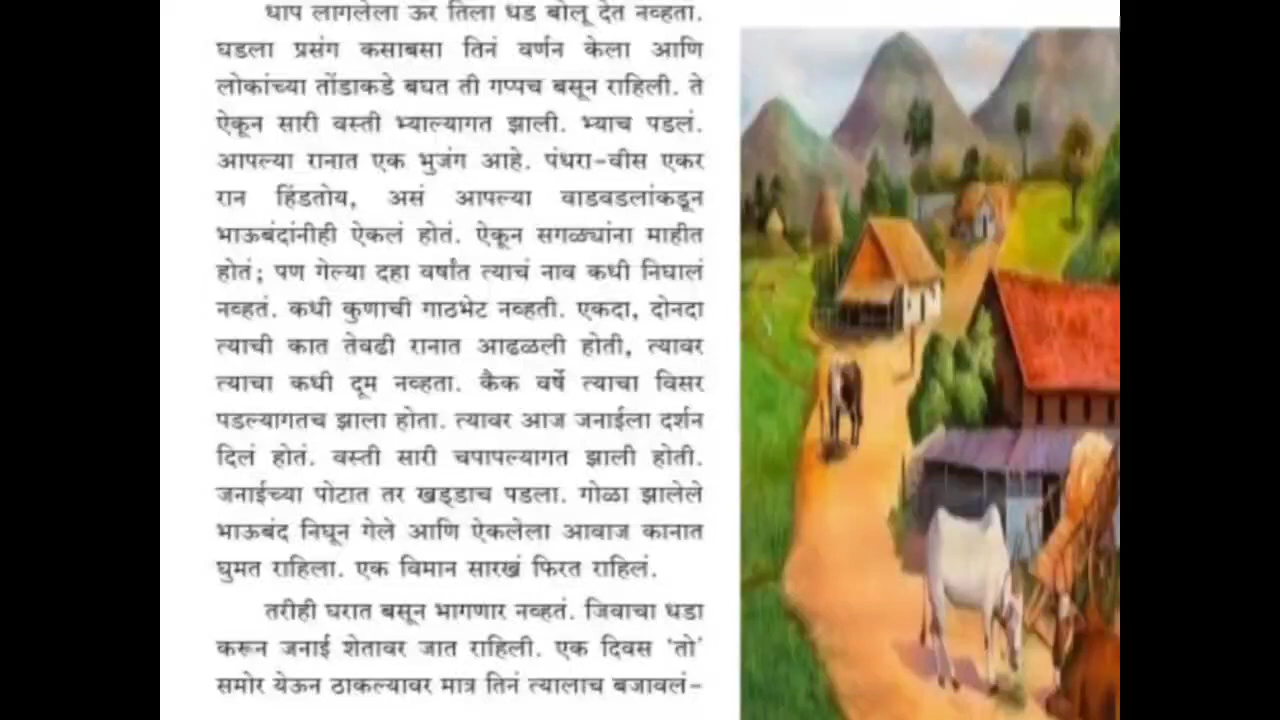 धाप लागलेला ऊर तिला धड बोलू देत नव्हता.
घडला प्रसंग कसाबसा तिनं वर्णन केला आणि
लोकांच्या तोंडाकडे बघत ती गप्पच बसून राहिली. ते
ऐकून सारी वस्ती भ्याल्यागत झाली. भ्याच पडलं.
आपल्या रानात एक भुजंग आहे. पंधरा-वीस एकर
रान हिंडतोय, असं आपल्या वाडवडलांकडून
भाऊबंदांनीही ऐकलं होतं. ऐकून सगळ्यांना माहीत
होतं; पण गेल्या दहा वर्षांत त्याचं नाव कधी निघालं
नव्हतं. कधी कुणाची गाठभेट नव्हती. एकदा, दोनदा
त्याची कात तेवढी रानात आढळली होती, त्यावर
त्याचा कधी दूम नव्हता. कैक वर्षे त्याचा विसर
पडल्यागतच झाला होता. त्यावर आज जनाईला दर्शन
दिलं होतं. वस्ती सारी चपापल्यागत झाली होती.
जनाईच्या पोटात तर खड्डाच पडला. गोळा झालेले
भाऊबंद निघून गेले आणि ऐकलेला आवाज कानात
घुमत राहिला. एक विमान सारखं फिरत राहिलं.
तरीही घरात बसून भागणार नव्हतं. जिवाचा धडा
करून जनाई शेतावर जात राहिली. एक दिवस 'तो'
समोर येऊन ठाकल्यावर मात्र तिनं त्यालाच बजावलं-